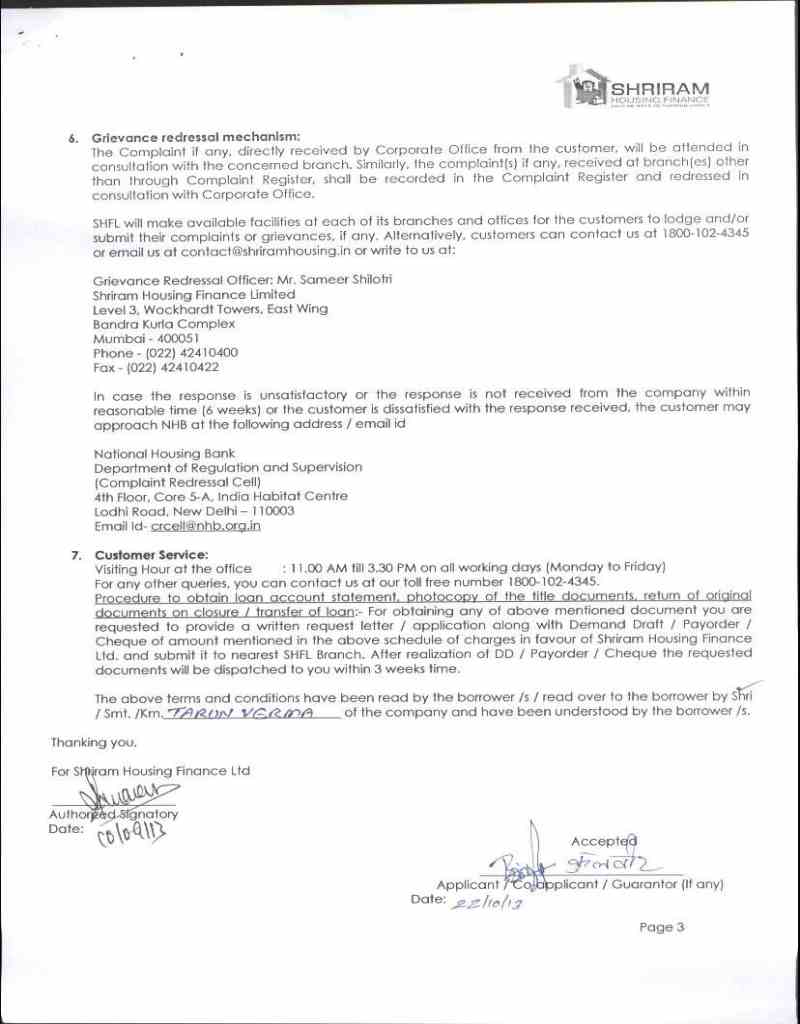 SHRIRAM
HOUSING FINANCE
6. Grievance redressal mechanism:
The Complaint if any, directly received by Corporate Office from the customer, will be attended in
consultation with the concerned branch. Similarly, the complaint(s) if any, received at branch(es) other
than through Complaint Register, shall be recorded in the Complaint Register and redressed in
consultation with Corporate Office.
SHFL will make available facilities at each of its branches and offices for the customers to lodge and/or
submit their complaints or grievances, if any. Alternatively, customers can contact us at 1800-102-4345
or email us at contact@shriramhousing.in or write to us at:
Grievance Redressal Officer: Mr. Sameer Shilotri
Shriram Housing Finance Limited
Level 3, Wockhardt Towers, East Wing
Bandra Kurla Complex
Mumbai - 400051
Phone - (022) 42410400
Fax - (022) 42410422
In case the response is unsatisfactory or the response is not received from the company within
reasonable time (6 weeks) or the customer is dissatisfied with the response received, the customer may
approach NHB at the following address / email id
National Housing Bank
Department of Regulation and Supervision
(Complaint Redressal Cell)
4th Floor, Core 5-A, India Habitat Centre
Lodhi Road, New Delhi – 110003
Email Id- crcell@nhb.org.in
7. Customer Service:
Visiting Hour at the office : 11.00 AM till 3.30 PM on all working days (Monday to Friday)
For any other queries, you can contact us at our toll free number 1800-102-4345.
Procedure to obtain loan account statement, photocopy of the title documents, return of original
documents on closure / transfer of loan:- For obtaining any of above mentioned document you are
requested to provide a written request letter / application along with Demand Draft / Payorder /
Cheque of amount mentioned in the above schedule of charges in favour of Shriram Housing Finance
Ltd. and submit it to nearest SHFL Branch. After realization of DD / Payorder / Cheque the requested
documents will be dispatched to you within 3 weeks time.
The above terms and conditions have been read by the borrower /s / read over to the borrower by Shri
/ Smt. /Km. TARUN VERMA of the company and have been understood by the borrower /s.
Thanking you,
For Shriram Housing Finance Ltd
Authorized Signatory
Date:
Accepted
Applicant / Co applicant / Guarantor (If any)
Date: 22/10/13
Page 3